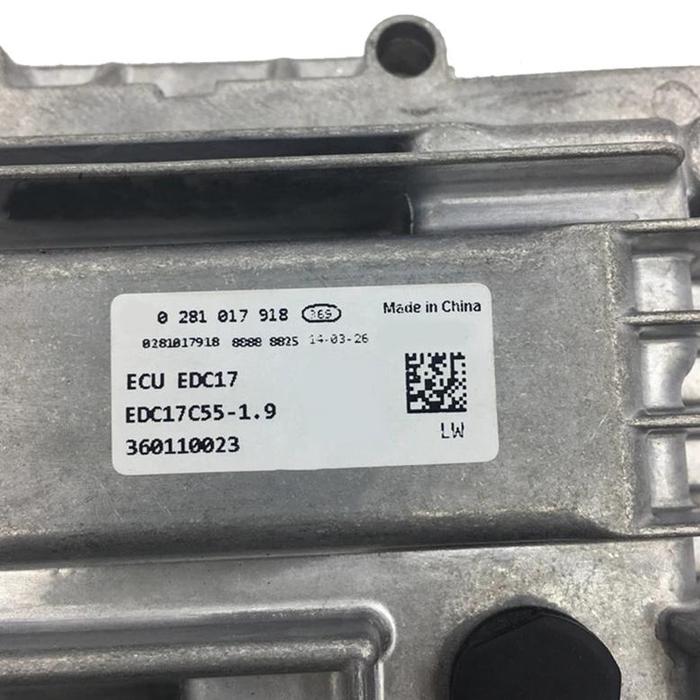 0 281 017 918 365 Made in China
0281017918 8888 8825 14-03-26
ECU EDC17
EDC17C55-1.9
360110023
LW